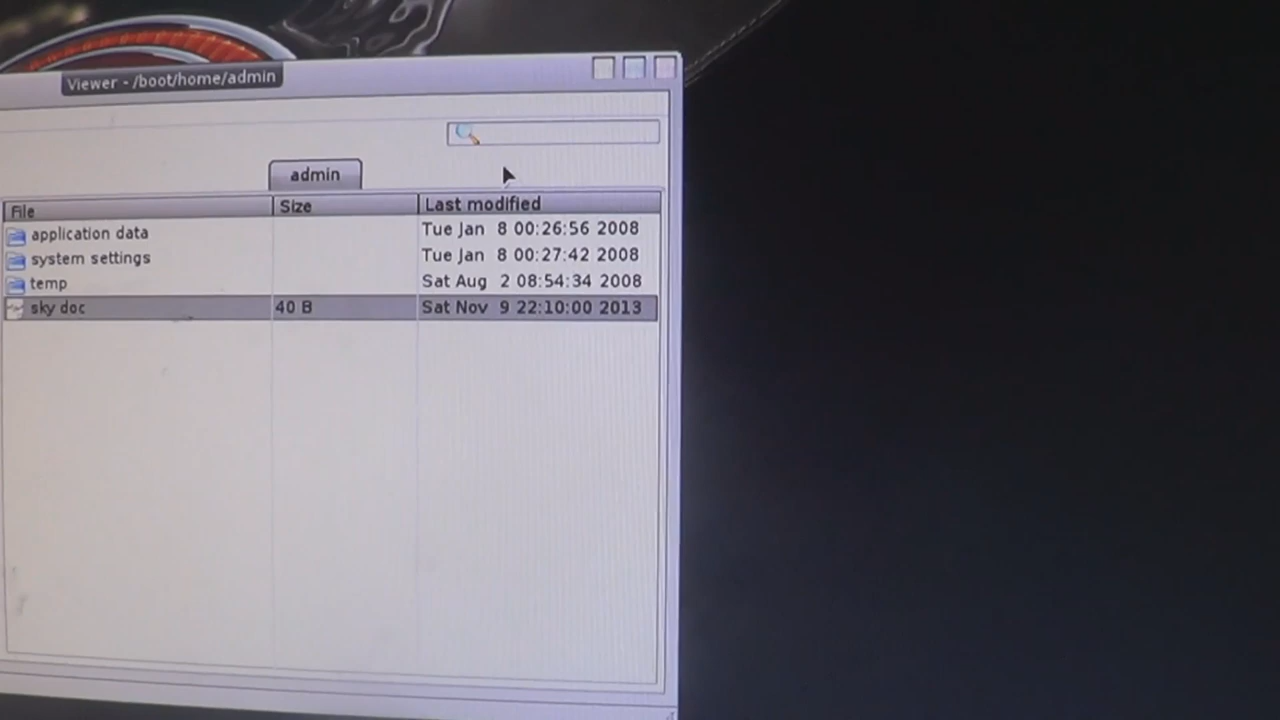 Viewer - /boot/home/admin
admin
File Size Last modified
application data Tue Jan 8 00:26:56 2008
system settings Tue Jan 8 00:27:42 2008
temp Sat Aug 2 08:54:34 2008
sky doc 40 B Sat Nov 9 22:10:00 2013